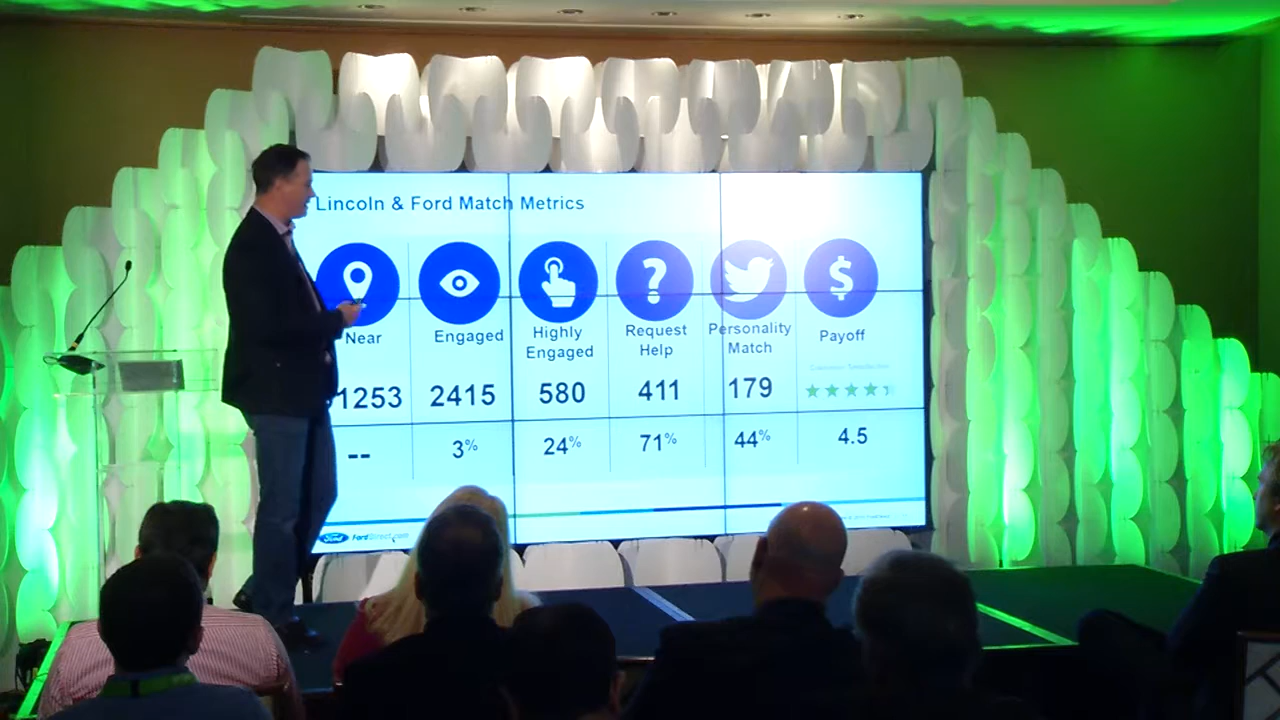 Lincoln & Ford Match Metrics
Near
Engaged
Highly
Engaged
Request
Help
Personality
Match
Payoff
1253
2415
580
411
179
--
3%
24%
71%
44%
4.5
Ford
FordDirect.com